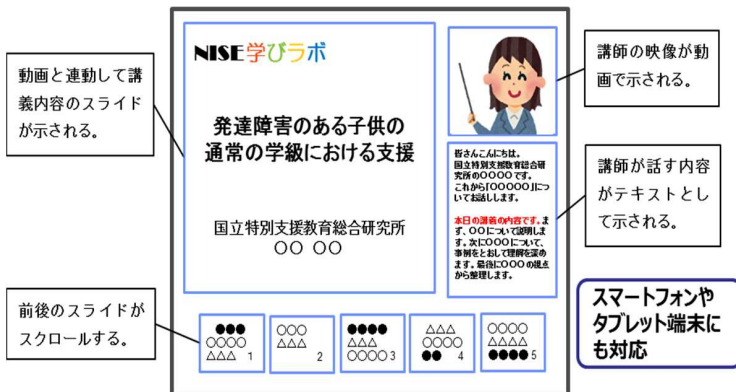 動画と連動して講
義内容のスライド
が示される。
前後のスライドが
スクロールする。
NISE学びラボ
発達障害のある子供の
通常の学級における支援
国立特別支援教育総合研究所
〇〇 〇〇
皆さんこんにちは。
国立特別支援教育総合研
究所の〇〇〇〇です。
これから「〇〇〇〇〇」につ
いてお話しします。
本日の講義の内容です。ま
ず、〇〇について説明しま
す。次に〇〇〇について、
事例をとおして理解を深め
ます。最後に〇〇〇の視点
から整理します。
●●●
〇〇〇〇
△△△ 1
〇〇〇
△△△
2
●●●●
△△△
〇〇〇〇 3
△△△
〇〇〇〇
●● 4
〇〇〇〇
△△△△
●●●● 5
講師の映像が動
画で示される。
講師が話す内容
がテキストとし
て示される。
スマートフォンや
タブレット端末に
も対応